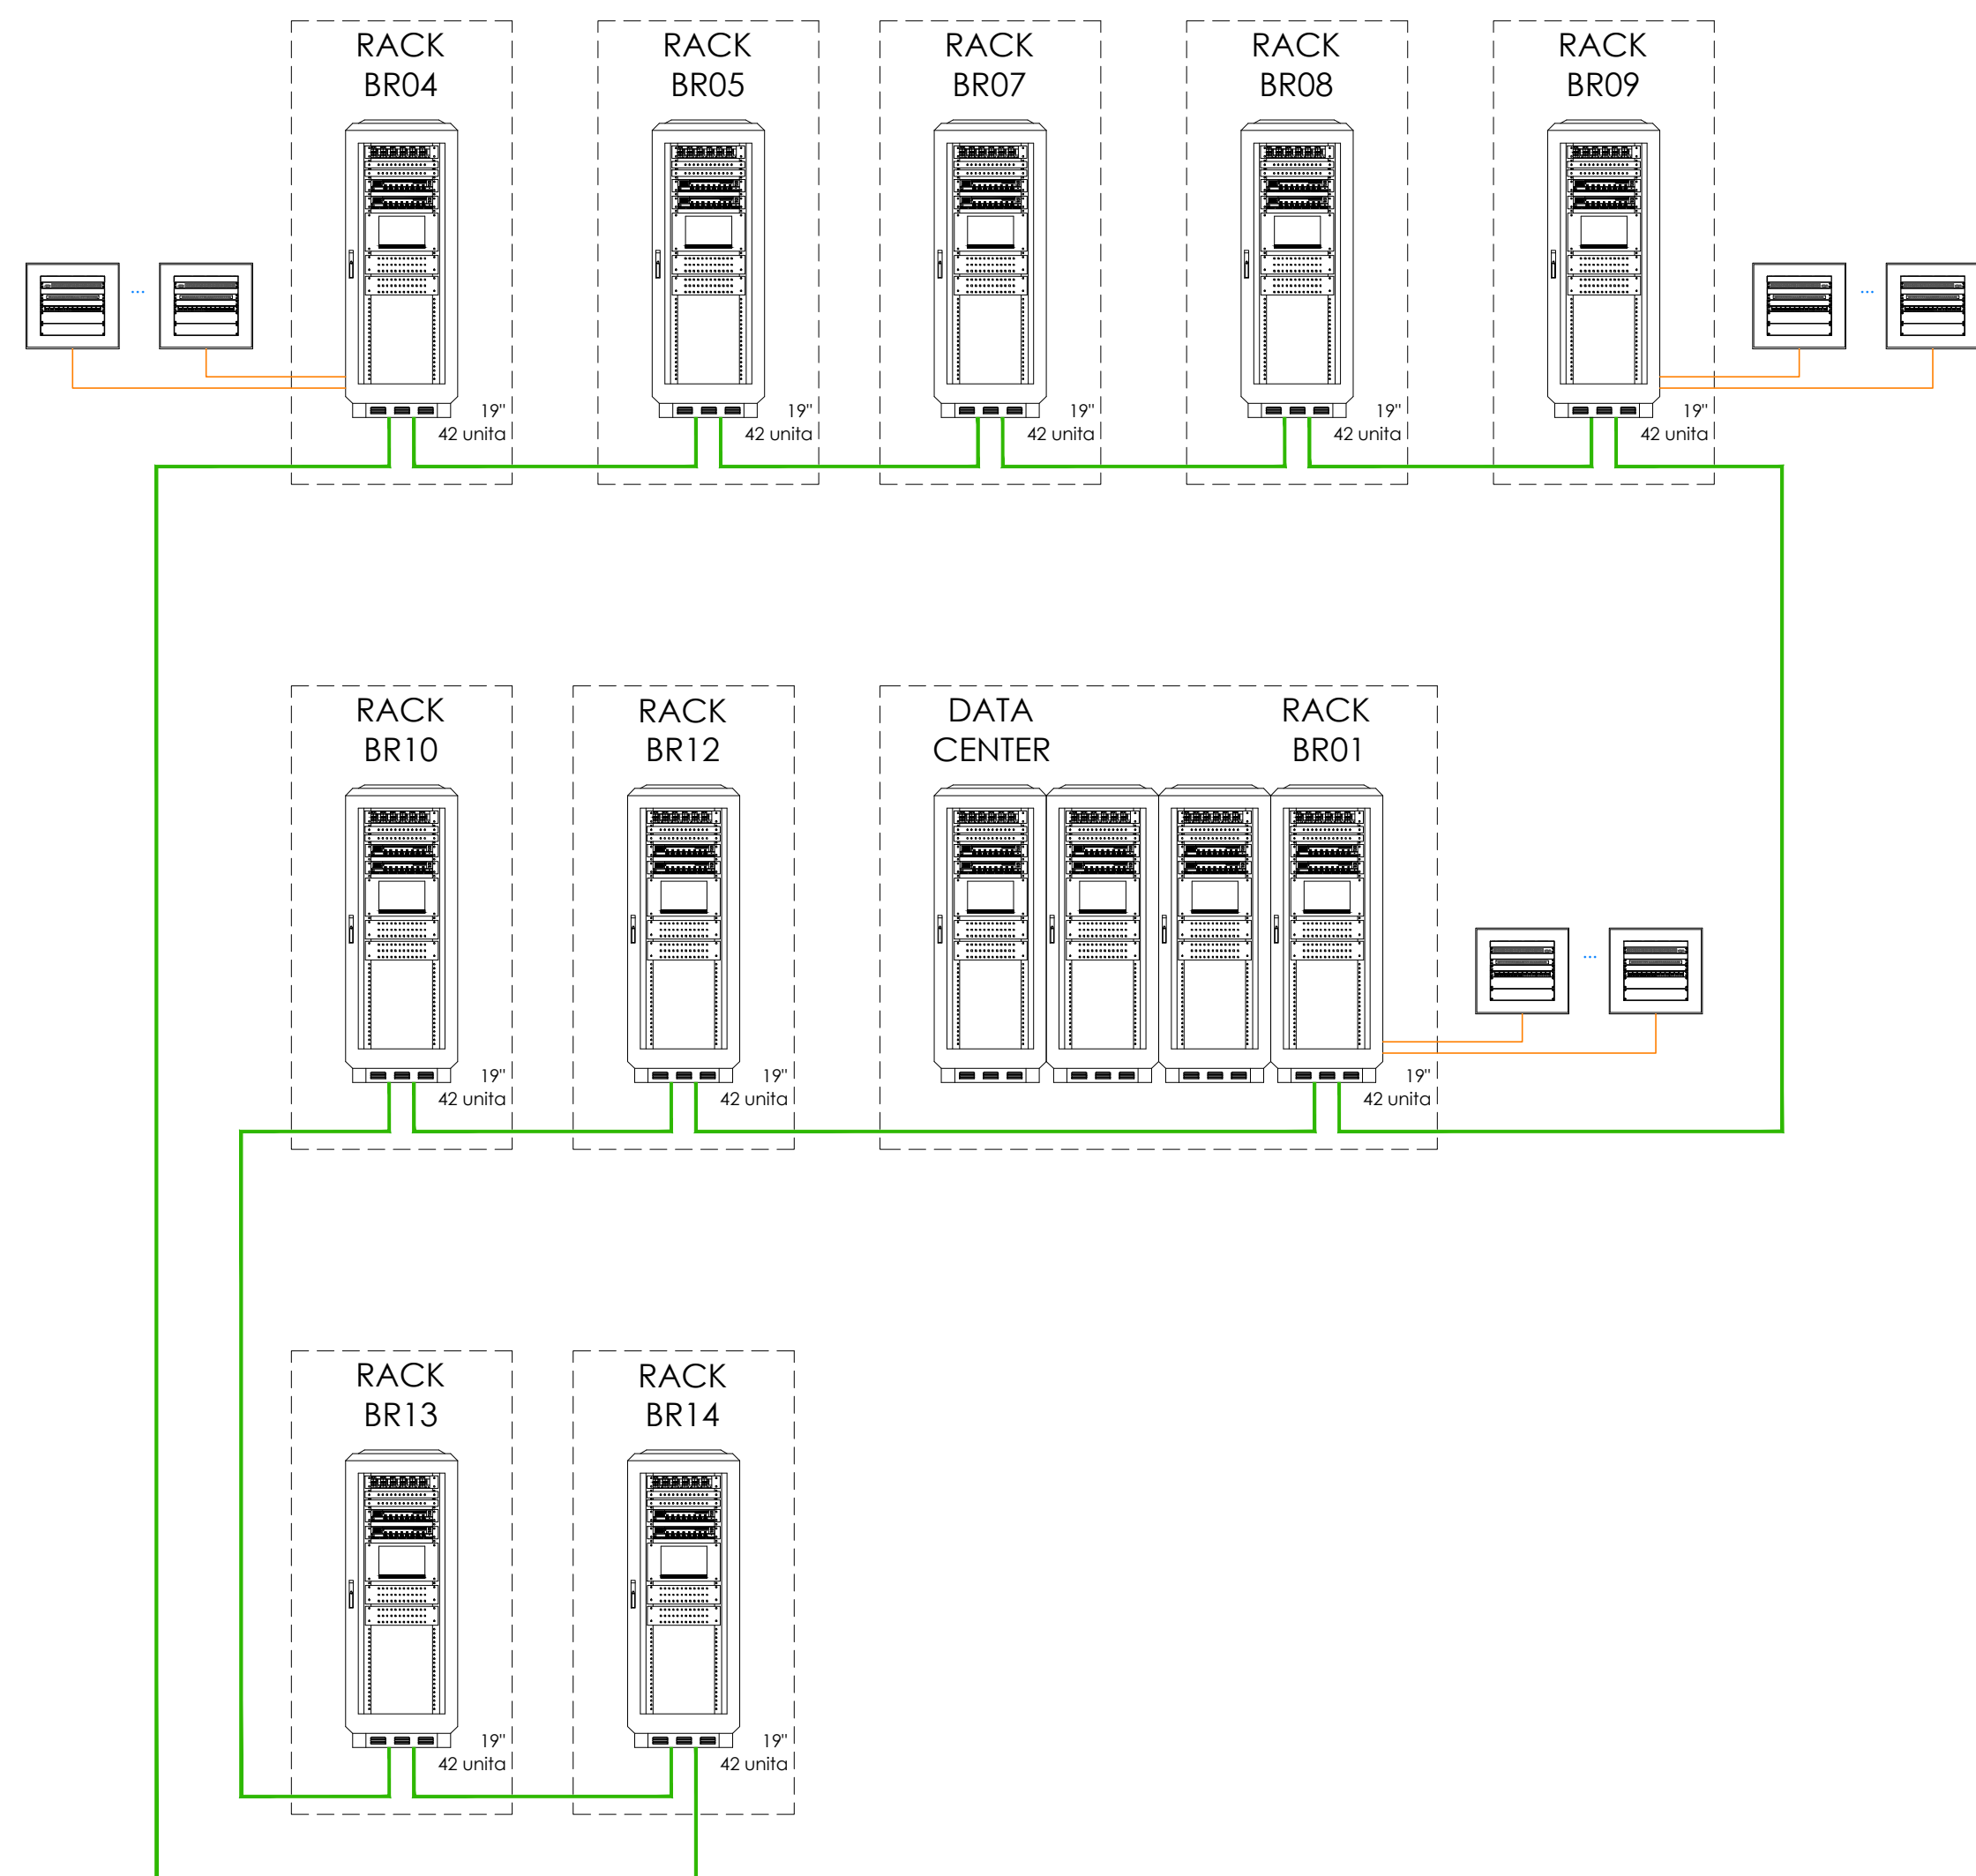 RACK
BR04
RACK
BR05
RACK
BR07
RACK
BR08
RACK
BR09
...
...
19"
42 unita
19"
42 unita
19"
42 unita
19"
42 unita
19"
42 unita
RACK
BR10
RACK
BR12
DATA
CENTER
RACK
BR01
...
19"
42 unita
19"
42 unita
19"
42 unita
RACK
BR13
RACK
BR14
19"
42 unita
19"
42 unita